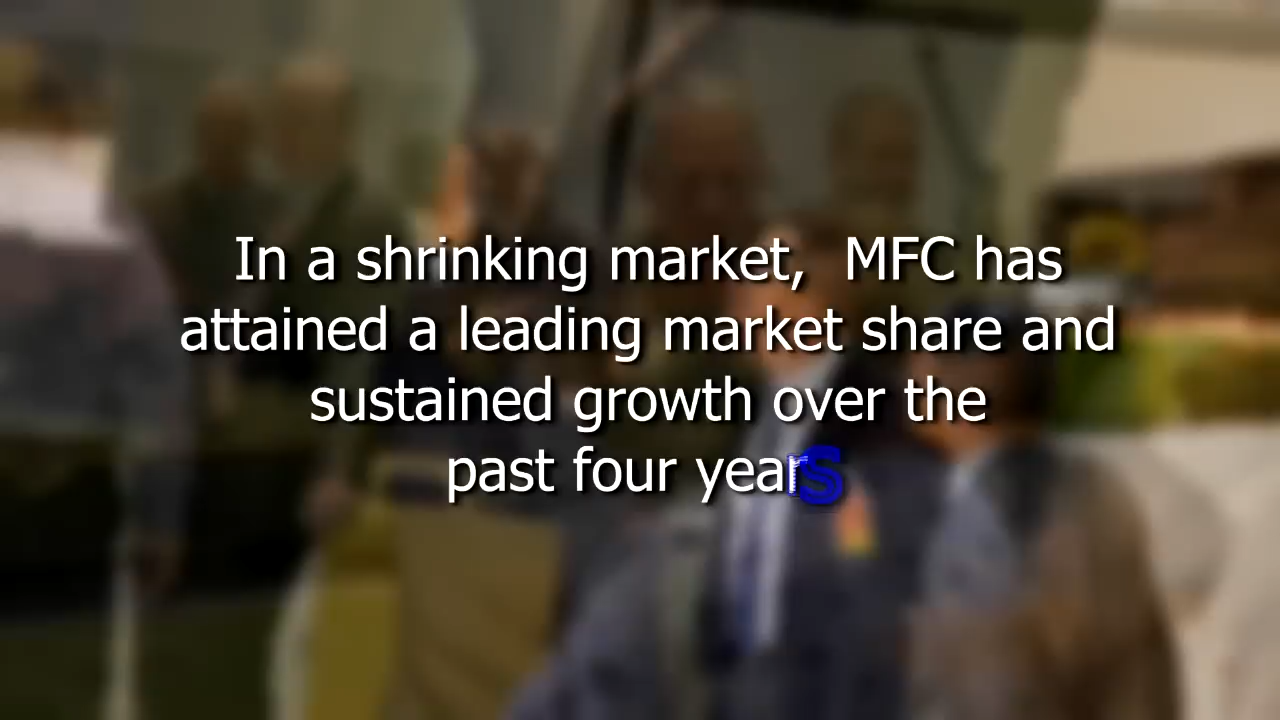 In a shrinking market,  MFC has
attained a leading market share and
sustained growth over the
past four years